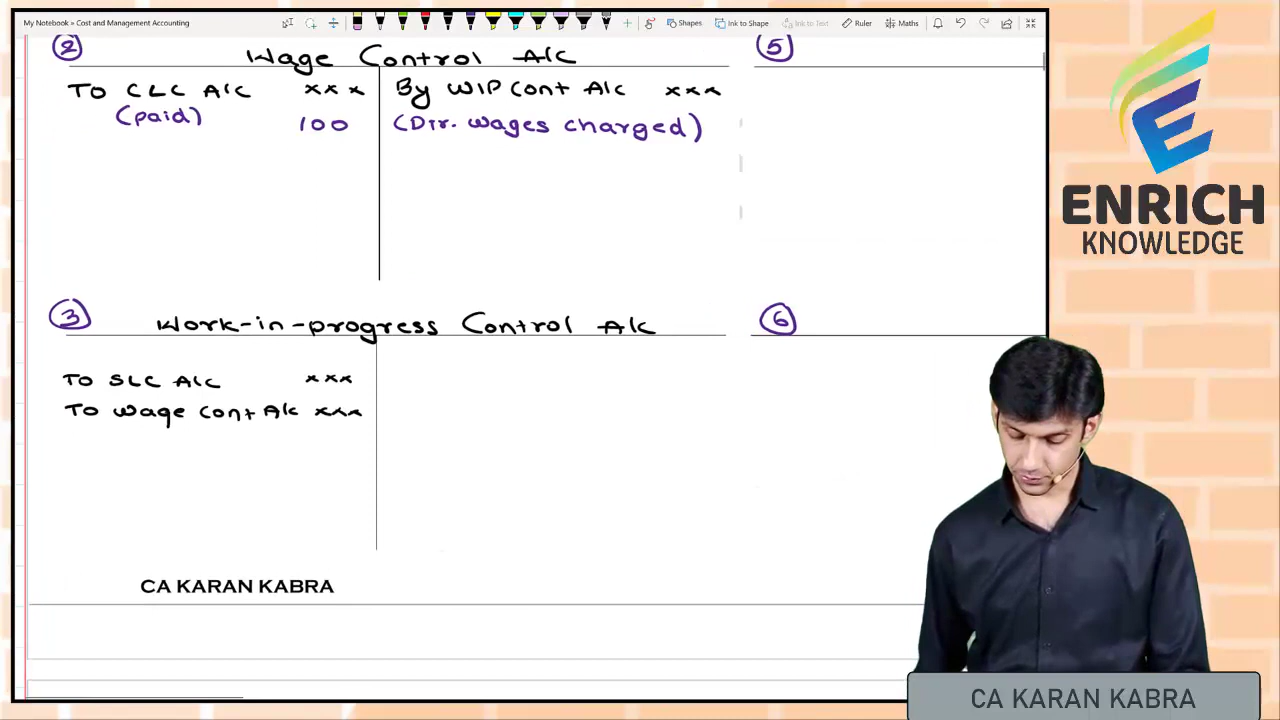 My Notebook » Cost and Management Accounting
Shapes
Ink to Shape
Ink to Text
Ruler
Maths
2
Wage Control A/c
5
To CLC A/c xxx
By WIP Cont A/c xxx
(paid) 100
(Dir. wages charged)
3
Work-in-progress Control A/c
6
To SLC A/c xxx
To wage Cont A/c xxx
CA KARAN KABRA
ENRICH
KNOWLEDGE
CA KARAN KABRA